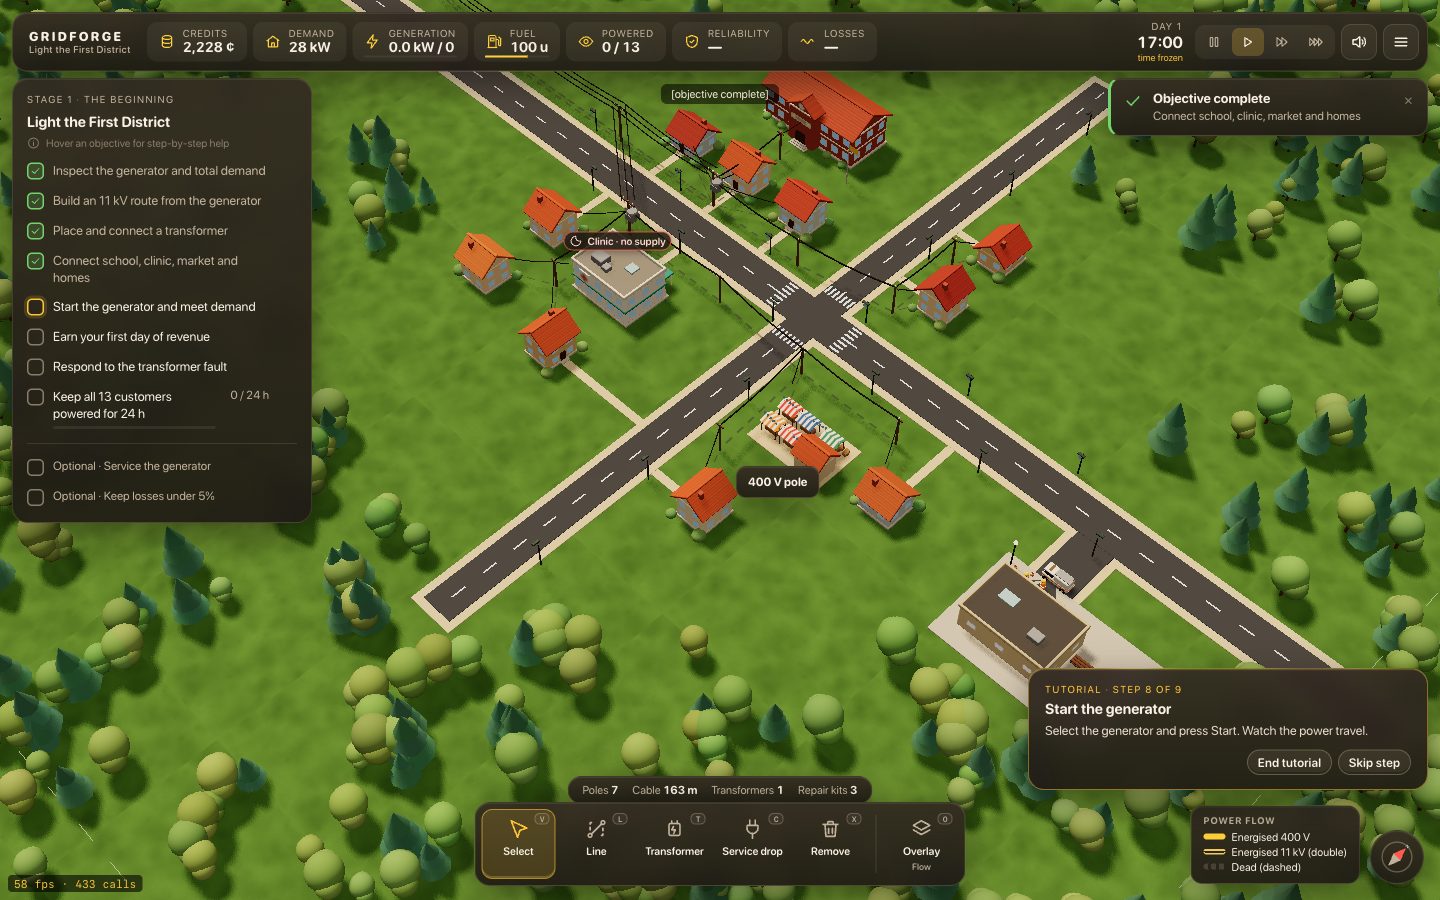 GRIDFORGE
Light the First District
CREDITS
2,228 ¢
DEMAND
28 kW
GENERATION
0.0 kW / 0
FUEL
100 u
POWERED
0 / 13
RELIABILITY
—
LOSSES
—
DAY 1
17:00
time frozen
STAGE 1 · THE BEGINNING
Light the First District
Hover an objective for step-by-step help
Inspect the generator and total demand
Build an 11 kV route from the generator
Place and connect a transformer
Connect school, clinic, market and
homes
Start the generator and meet demand
Earn your first day of revenue
Respond to the transformer fault
Keep all 13 customers
powered for 24 h
0 / 24 h
Optional · Service the generator
Optional · Keep losses under 5%
[objective complete]
Objective complete
Connect school, clinic, market and homes
Clinic · no supply
400 V pole
TUTORIAL · STEP 8 OF 9
Start the generator
Select the generator and press Start. Watch the power travel.
End tutorial
Skip step
Poles 7
Cable 163 m
Transformers 1
Repair kits 3
V
Select
L
Line
T
Transformer
C
Service drop
X
Remove
O
Overlay
Flow
POWER FLOW
Energised 400 V
Energised 11 kV (double)
Dead (dashed)
58 fps · 433 calls